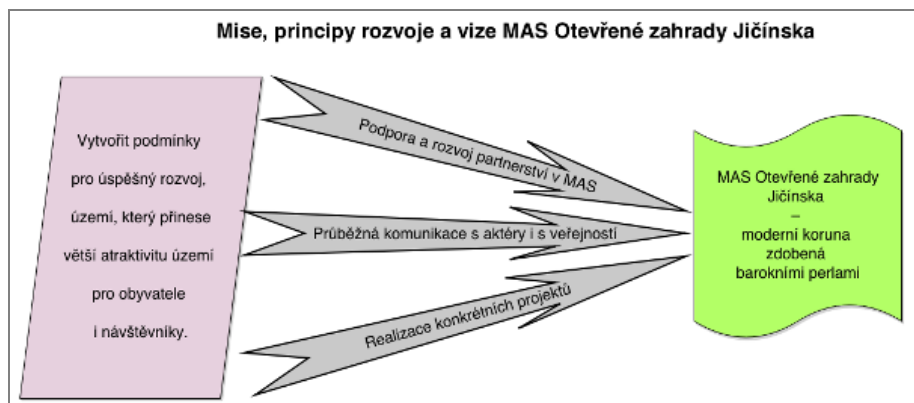 Mise, principy rozvoje a vize MAS Otevřené zahrady Jičínska
Vytvořit podmínky
pro úspěšný rozvoj,
území, který přinese
větší atraktivitu území
pro obyvatele
i návštěvníky.
Podpora a rozvoj partnerství v MAS
Průběžná komunikace s aktéry i s veřejností
Realizace konkrétních projektů
MAS Otevřené zahrady
Jičínska
–
moderní koruna
zdobená
barokními perlami